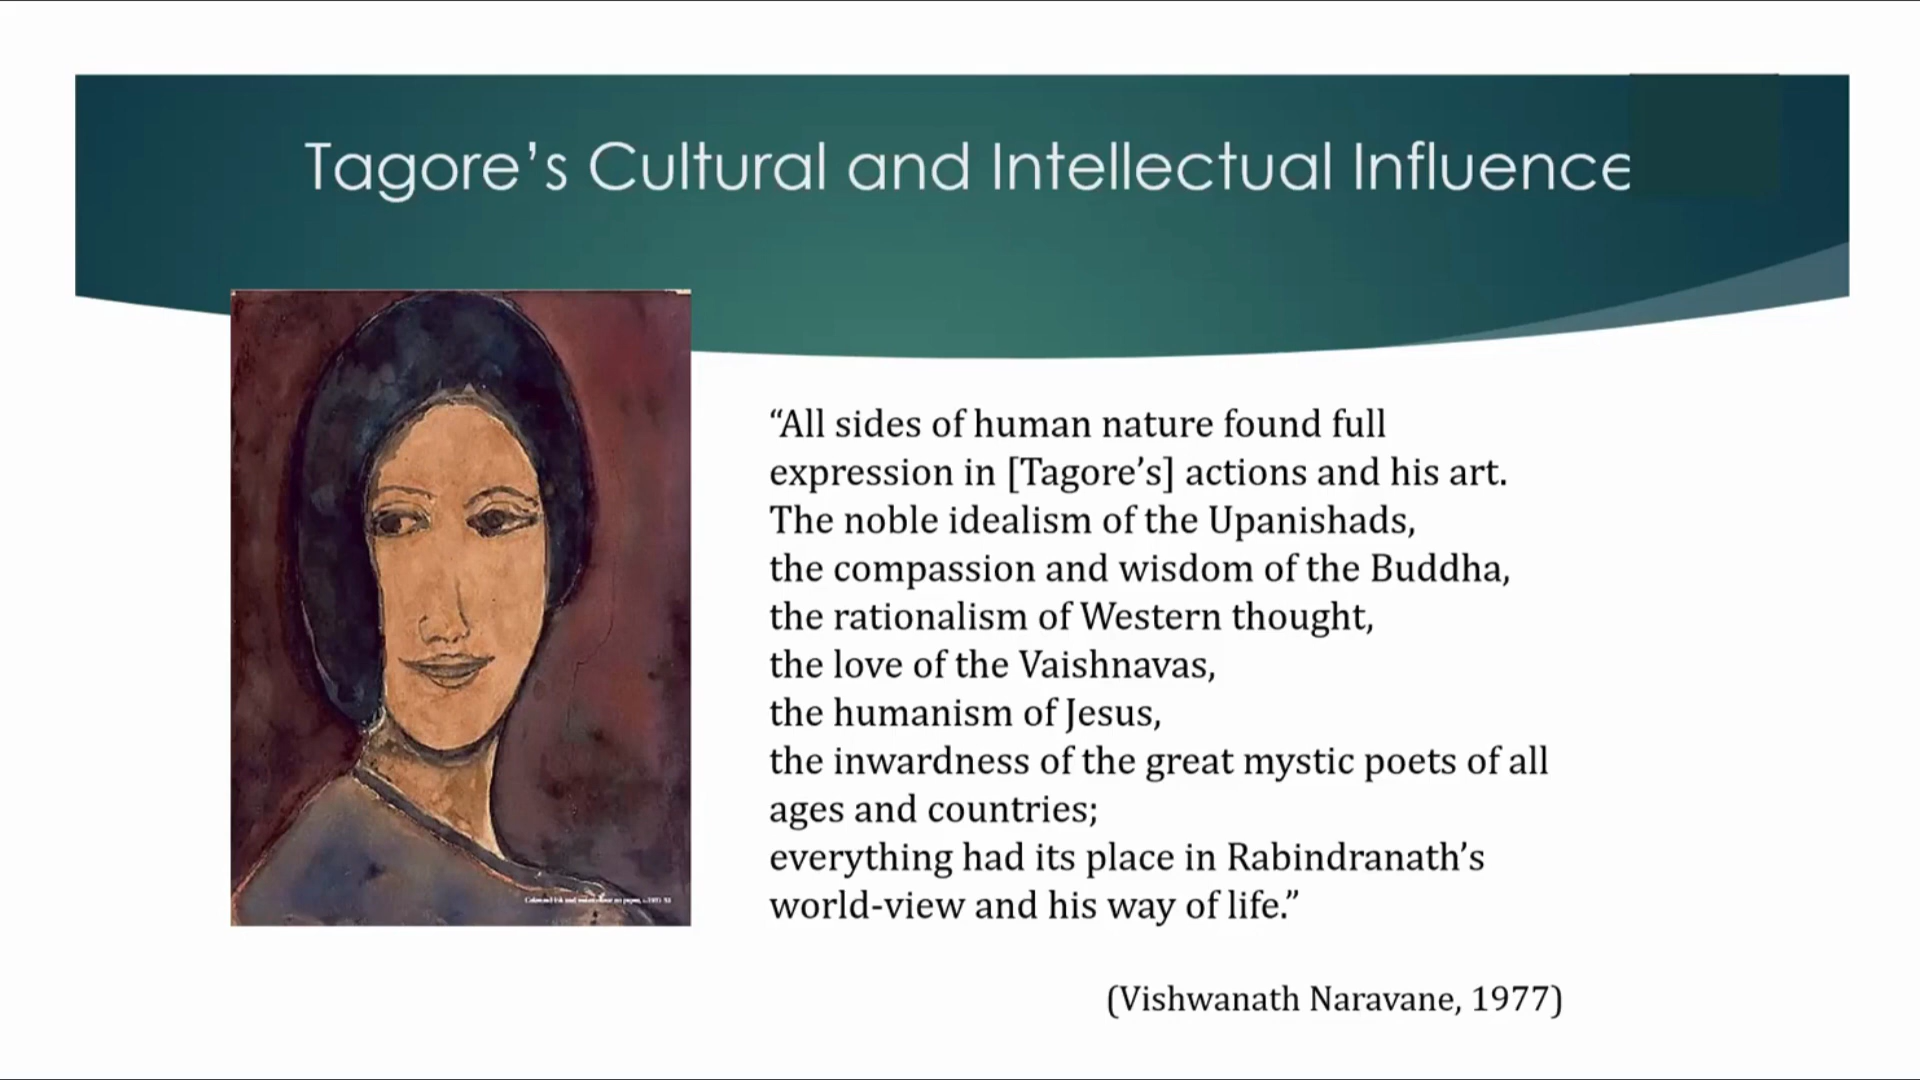 Tagore’s Cultural and Intellectual Influence
“All sides of human nature found full
expression in [Tagore’s] actions and his art.
The noble idealism of the Upanishads,
the compassion and wisdom of the Buddha,
the rationalism of Western thought,
the love of the Vaishnavas,
the humanism of Jesus,
the inwardness of the great mystic poets of all
ages and countries;
everything had its place in Rabindranath’s
world-view and his way of life.”
(Vishwanath Naravane, 1977)